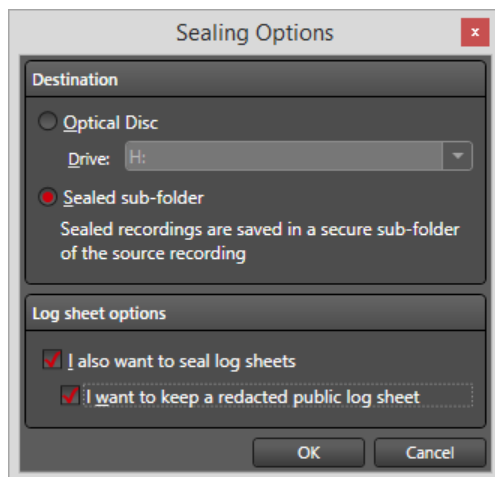 Sealing Options
x
Destination
Optical Disc
Drive: H:
Sealed sub-folder
Sealed recordings are saved in a secure sub-folder
of the source recording
Log sheet options
I also want to seal log sheets
I want to keep a redacted public log sheet
OK Cancel